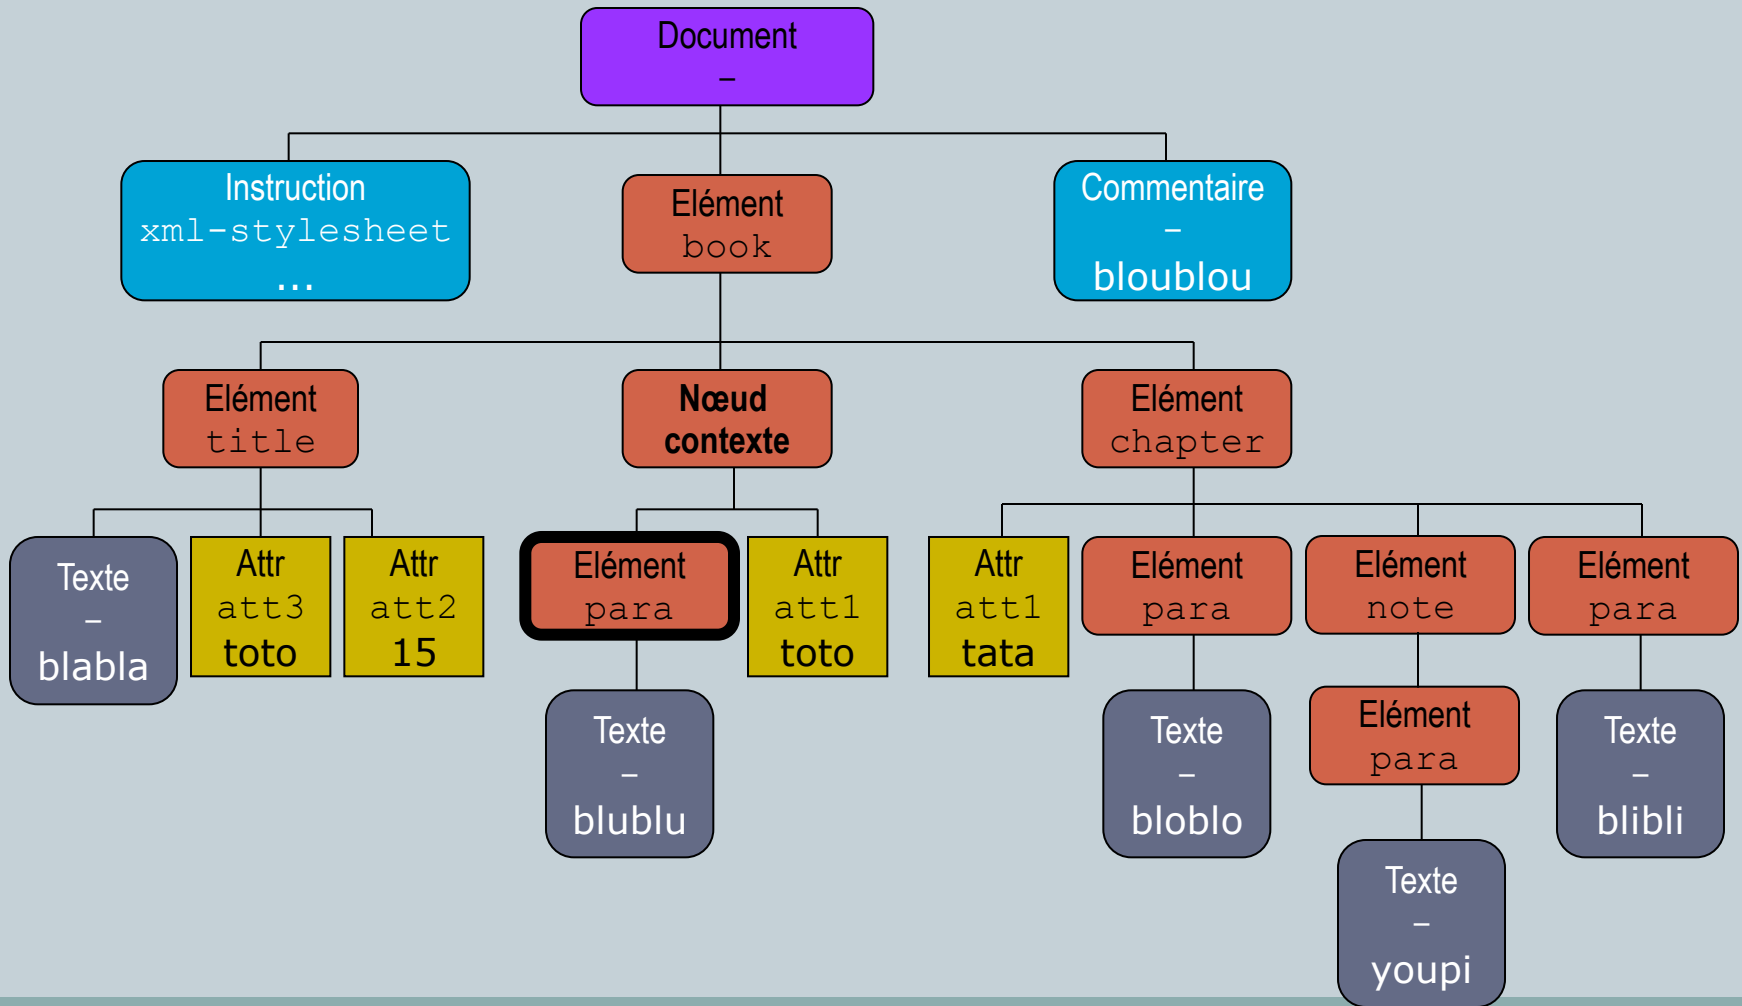 Document
–
Instruction
xml-stylesheet
...
Elément
book
Commentaire
–
bloublou
Elément
title
Nœud
contexte
Elément
chapter
Texte
–
blabla
Attr
att3
toto
Attr
att2
15
Elément
para
Attr
att1
toto
Attr
att1
tata
Elément
para
Elément
note
Elément
para
Texte
–
blublu
Texte
–
bloblo
Elément
para
Texte
–
blibli
Texte
–
youpi